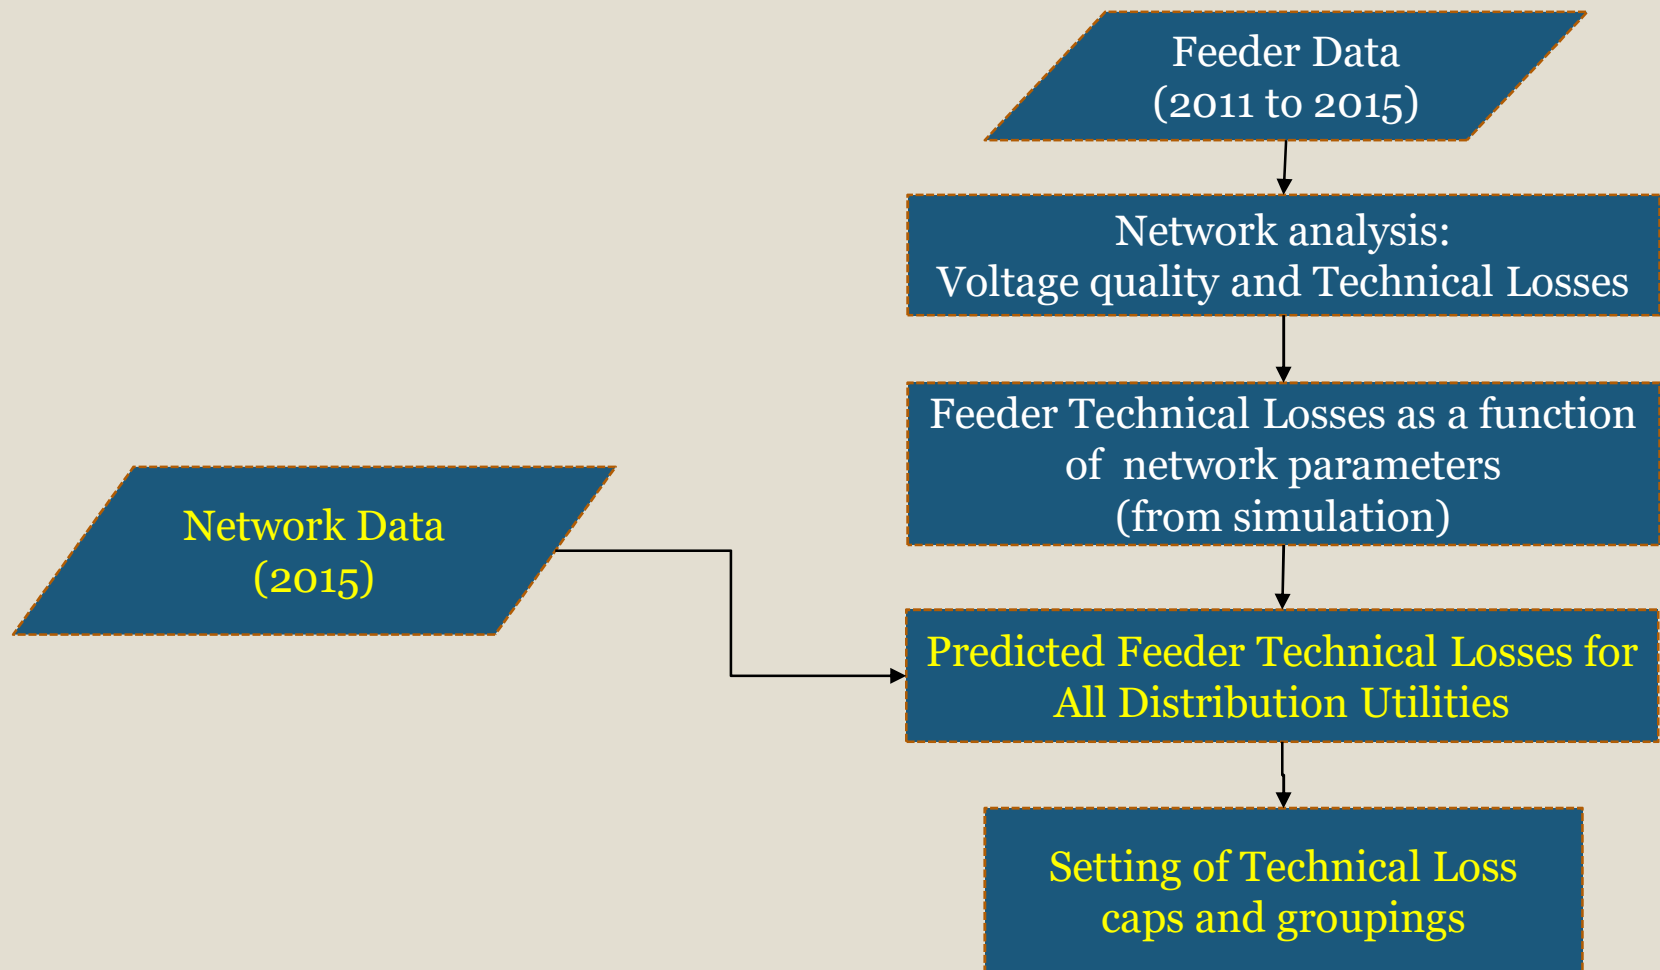 Feeder Data
(2011 to 2015)
Network analysis:
Voltage quality and Technical Losses
Feeder Technical Losses as a function
of network parameters
(from simulation)
Network Data
(2015)
Predicted Feeder Technical Losses for
All Distribution Utilities
Setting of Technical Loss
caps and groupings